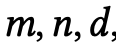 m, n, d,